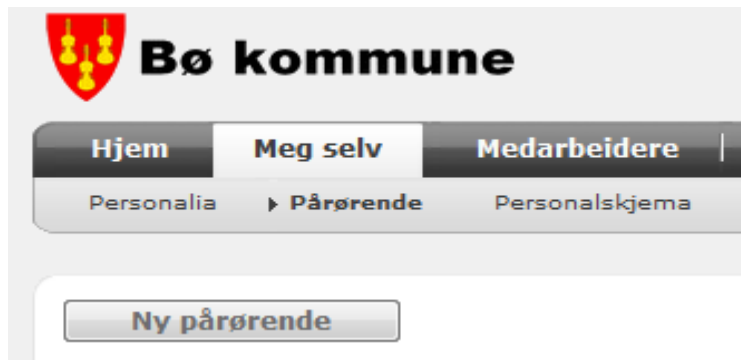 Bø kommune
Hjem Meg selv Medarbeidere
Personalia Pårørende Personalskjema
Ny pårørende